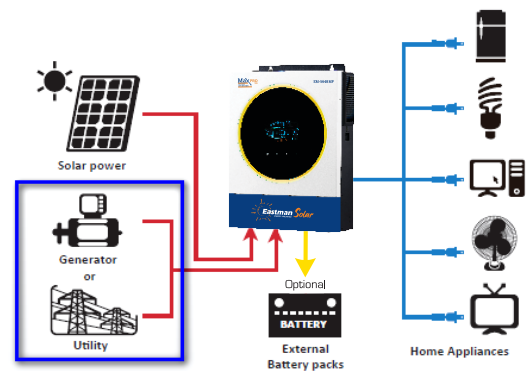 Solar power
Generator
or
Utility
Eastman Solar
Optional
BATTERY
External
Battery packs
Home Appliances